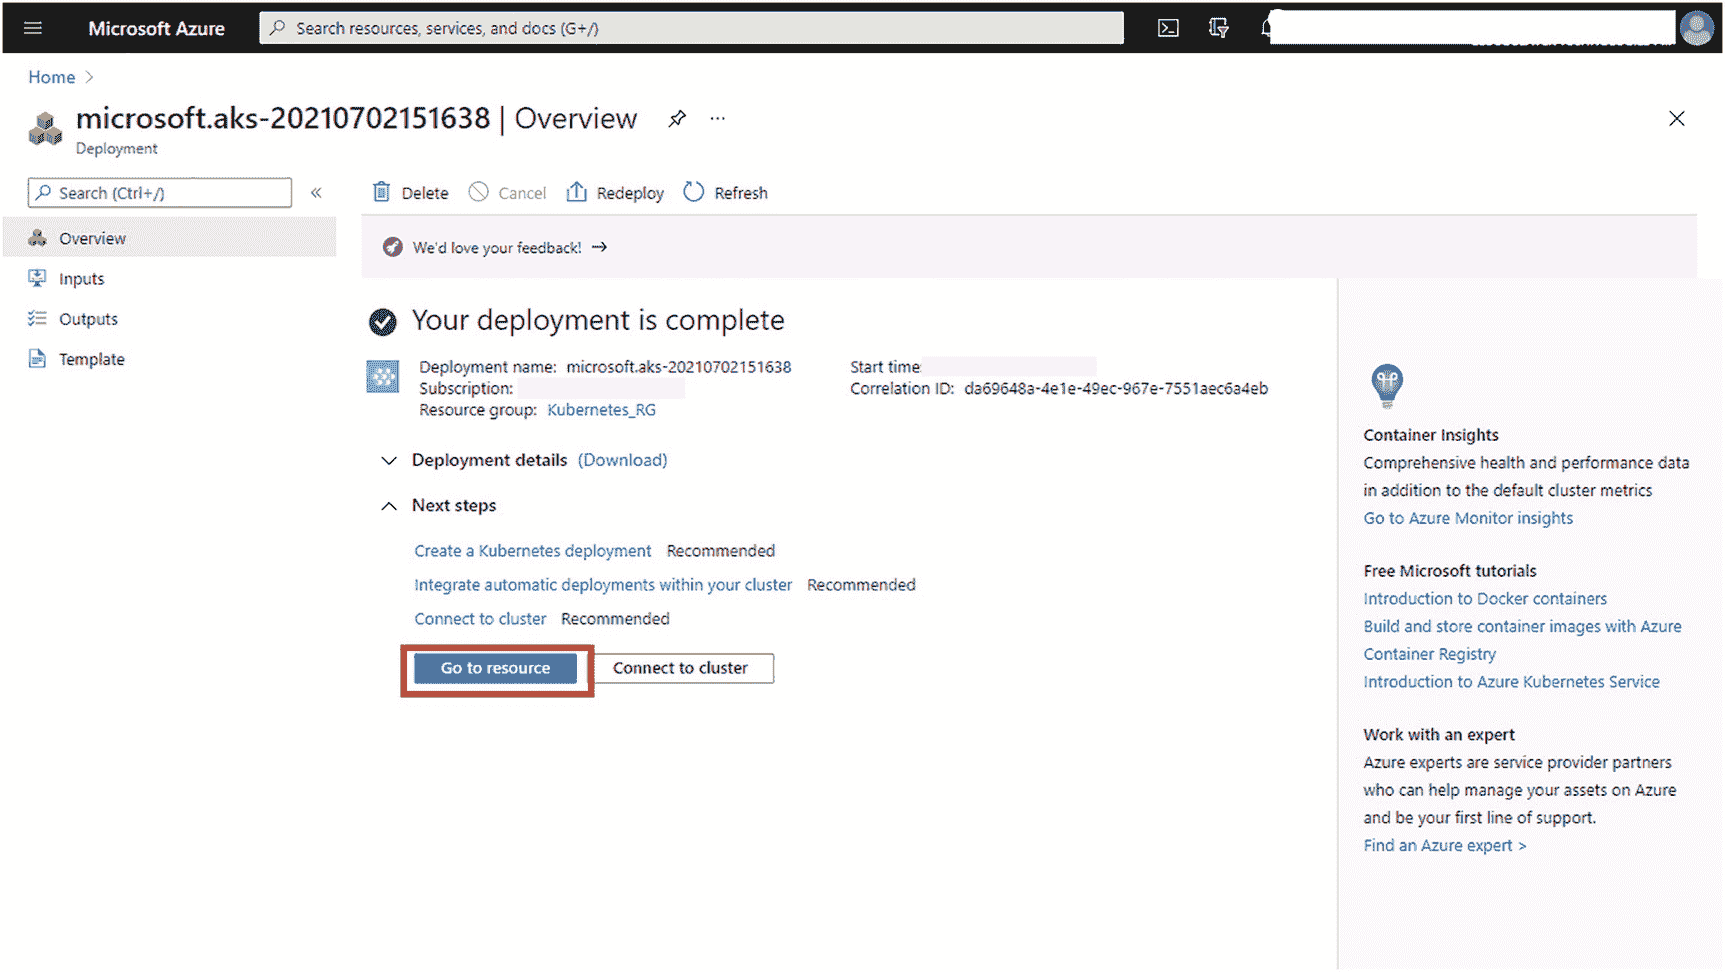 Microsoft Azure
Search resources, services, and docs (G+/)
Home
microsoft.aks-20210702151638 | Overview
Deployment
Search (Ctrl+/)
Overview
Inputs
Outputs
Template
Delete
Cancel
Redeploy
Refresh
We'd love your feedback!
Your deployment is complete
Deployment name: microsoft.aks-20210702151638
Subscription:
Resource group: Kubernetes_RG
Start time
Correlation ID: da69648a-4e1e-49ec-967e-7551aec6a4eb
Deployment details (Download)
Next steps
Create a Kubernetes deployment Recommended
Integrate automatic deployments within your cluster Recommended
Connect to cluster Recommended
Go to resource
Connect to cluster
Container Insights
Comprehensive health and performance data
in addition to the default cluster metrics
Go to Azure Monitor insights
Free Microsoft tutorials
Introduction to Docker containers
Build and store container images with Azure
Container Registry
Introduction to Azure Kubernetes Service
Work with an expert
Azure experts are service provider partners
who can help manage your assets on Azure
and be your first line of support.
Find an Azure expert >